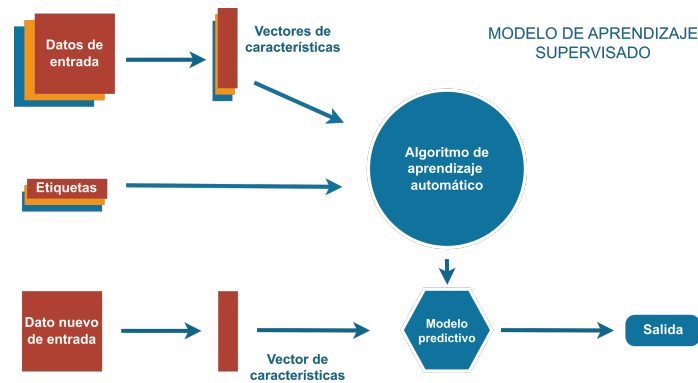 Datos de
entrada
Vectores de
características
MODELO DE APRENDIZAJE
SUPERVISADO
Algoritmo de
aprendizaje
automático
Etiquetas
Dato nuevo
de entrada
Vector de
características
Modelo
predictivo
Salida